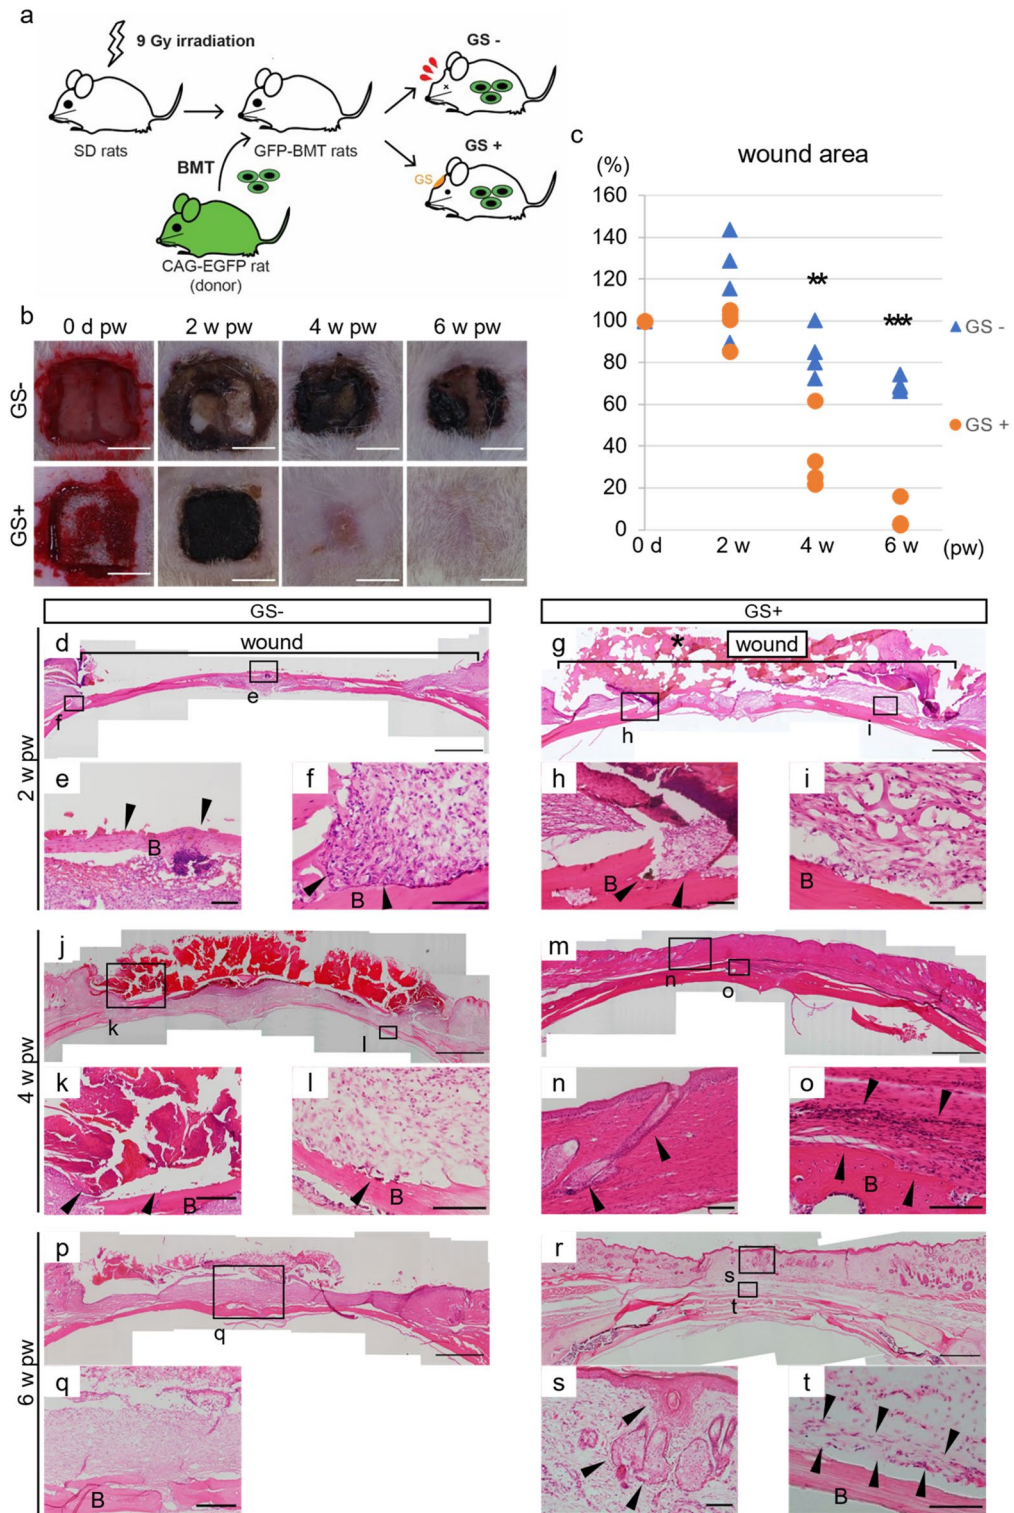 a
9 Gy irradiation
GS -
SD rats
GFP-BMT rats
BMT
GS +
GS
CAG-EGFP rat
(donor)
b
0 d pw
2 w pw
4 w pw
6 w pw
GS-
GS+
c
(%)
wound area
160
140
120
100
80
60
40
20
0
**
***
GS -
GS +
0 d
2 w
4 w
6 w
(pw)
GS-
GS+
2 w pw
d
wound
e
f
g
*
wound
h
i
e
B
f
B
h
B
i
B
4 w pw
j
k
l
m
n
o
k
B
l
B
n
o
B
6 w pw
p
q
r
s
t
q
B
s
t
B